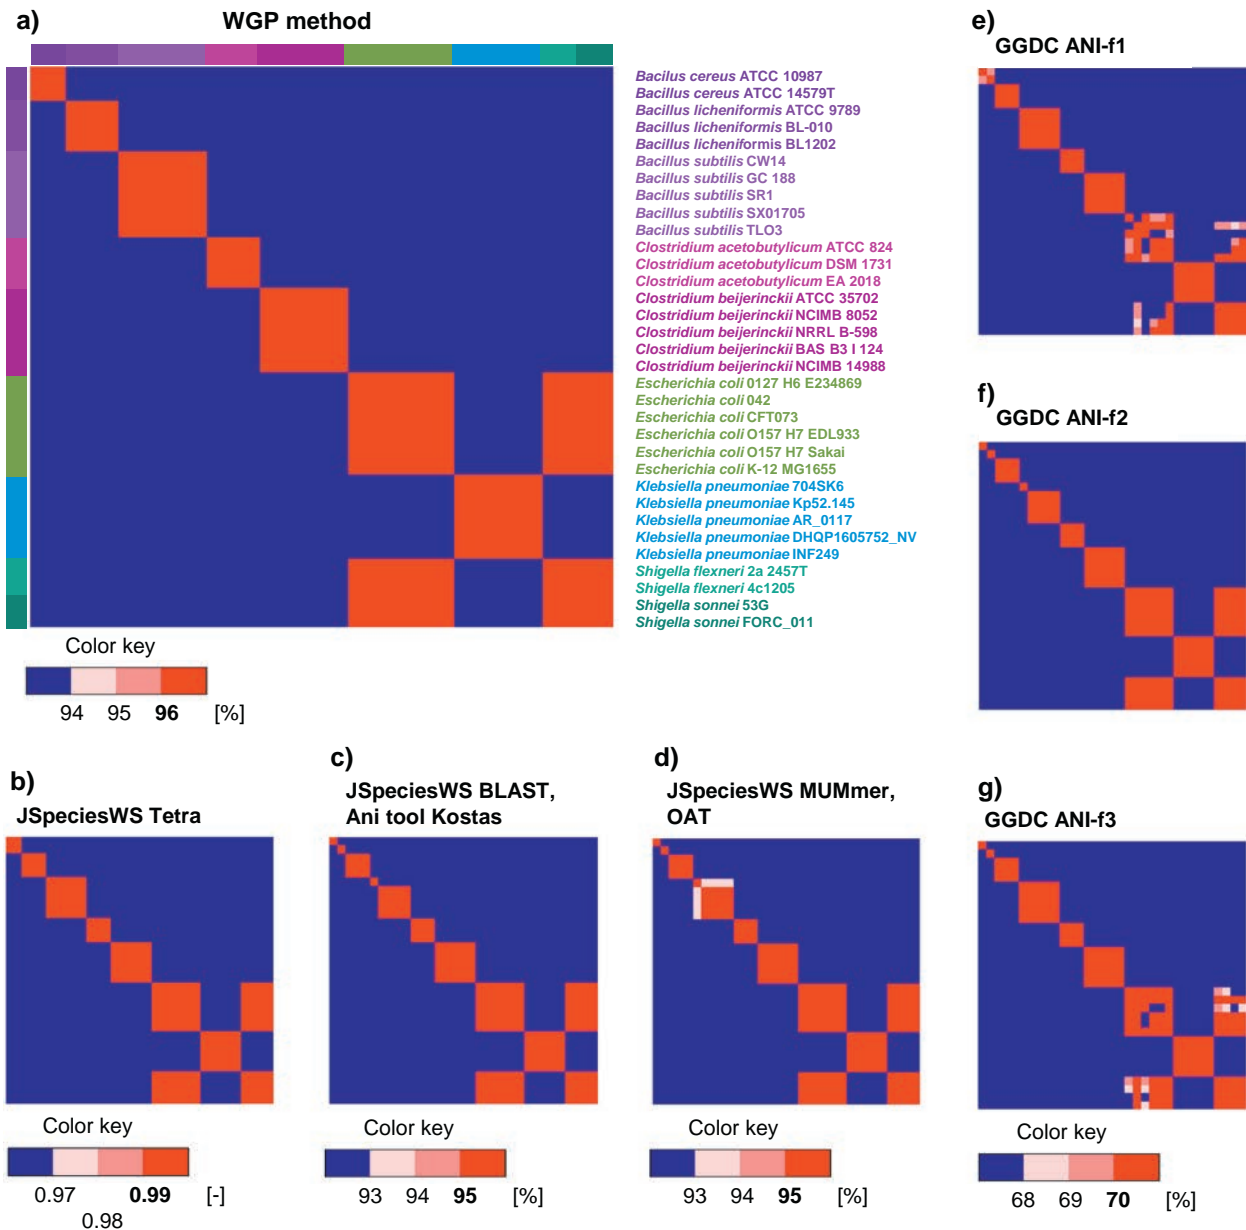 a)
WGP method
Bacilus cereus ATCC 10987
Bacillus cereus ATCC 14579T
Bacillus licheniformis ATCC 9789
Bacillus licheniformis BL-010
Bacillus licheniformis BL1202
Bacillus subtilis CW14
Bacillus subtilis GC 188
Bacillus subtilis SR1
Bacillus subtilis SX01705
Bacillus subtilis TLO3
Clostridium acetobutylicum ATCC 824
Clostridium acetobutylicum DSM 1731
Clostridium acetobutylicum EA 2018
Clostridium beijerinckii ATCC 35702
Clostridium beijerinckii NCIMB 8052
Clostridium beijerinckii NRRL B-598
Clostridium beijerinckii BAS B3 I 124
Clostridium beijerinckii NCIMB 14988
Escherichia coli 0127 H6 E234869
Escherichia coli 042
Escherichia coli CFT073
Escherichia coli O157 H7 EDL933
Escherichia coli O157 H7 Sakai
Escherichia coli K-12 MG1655
Klebsiella pneumoniae 704SK6
Klebsiella pneumoniae Kp52.145
Klebsiella pneumoniae AR_0117
Klebsiella pneumoniae DHQP1605752_NV
Klebsiella pneumoniae INF249
Shigella flexneri 2a 2457T
Shigella flexneri 4c1205
Shigella sonnei 53G
Shigella sonnei FORC_011
Color key
94 95 96 [%]
e)
GGDC ANI-f1
f)
GGDC ANI-f2
b)
JSpeciesWS Tetra
Color key
0.97 0.99 [-]
0.98
c)
JSpeciesWS BLAST,
Ani tool Kostas
Color key
93 94 95 [%]
d)
JSpeciesWS MUMmer,
OAT
Color key
93 94 95 [%]
g)
GGDC ANI-f3
Color key
68 69 70 [%]